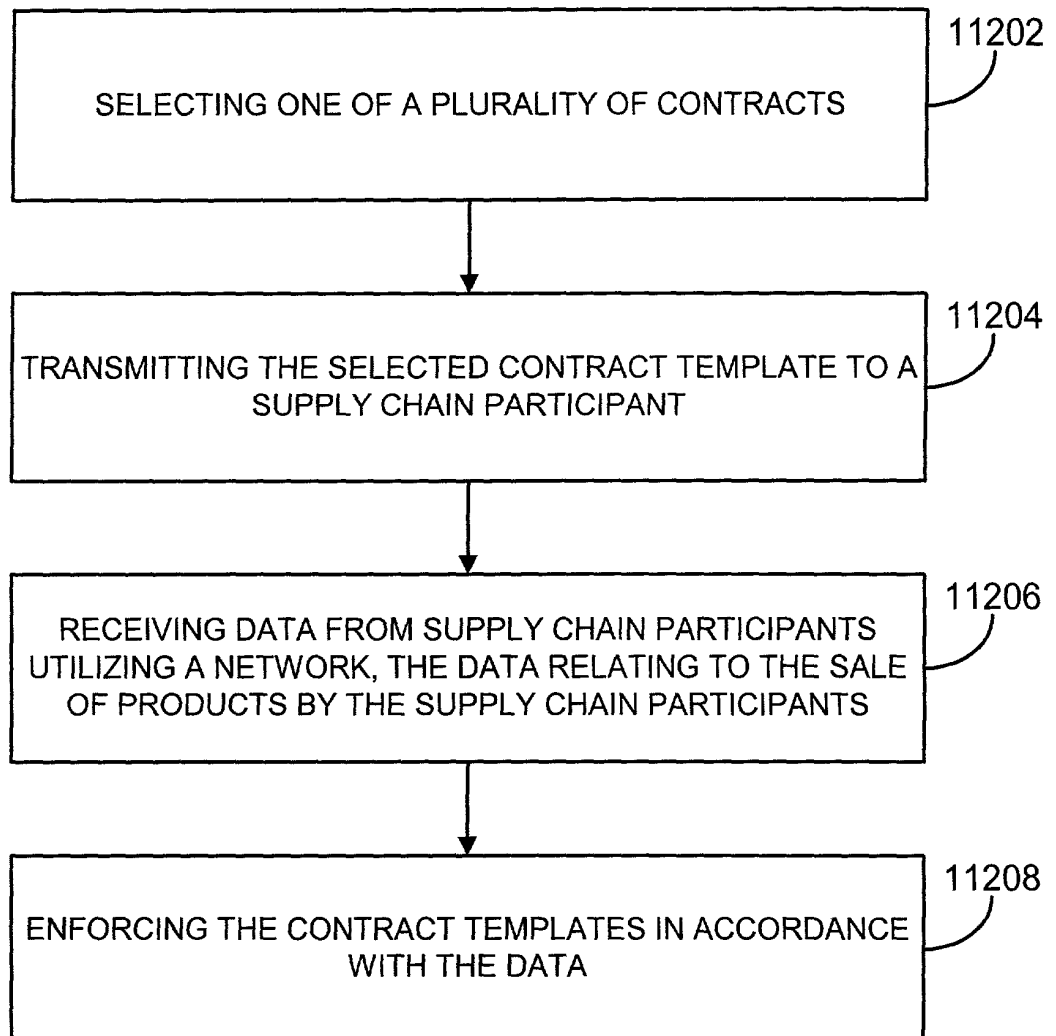 11202
SELECTING ONE OF A PLURALITY OF CONTRACTS
11204
TRANSMITTING THE SELECTED CONTRACT TEMPLATE TO A
SUPPLY CHAIN PARTICIPANT
11206
RECEIVING DATA FROM SUPPLY CHAIN PARTICIPANTS
UTILIZING A NETWORK, THE DATA RELATING TO THE SALE
OF PRODUCTS BY THE SUPPLY CHAIN PARTICIPANTS
11208
ENFORCING THE CONTRACT TEMPLATES IN ACCORDANCE
WITH THE DATA